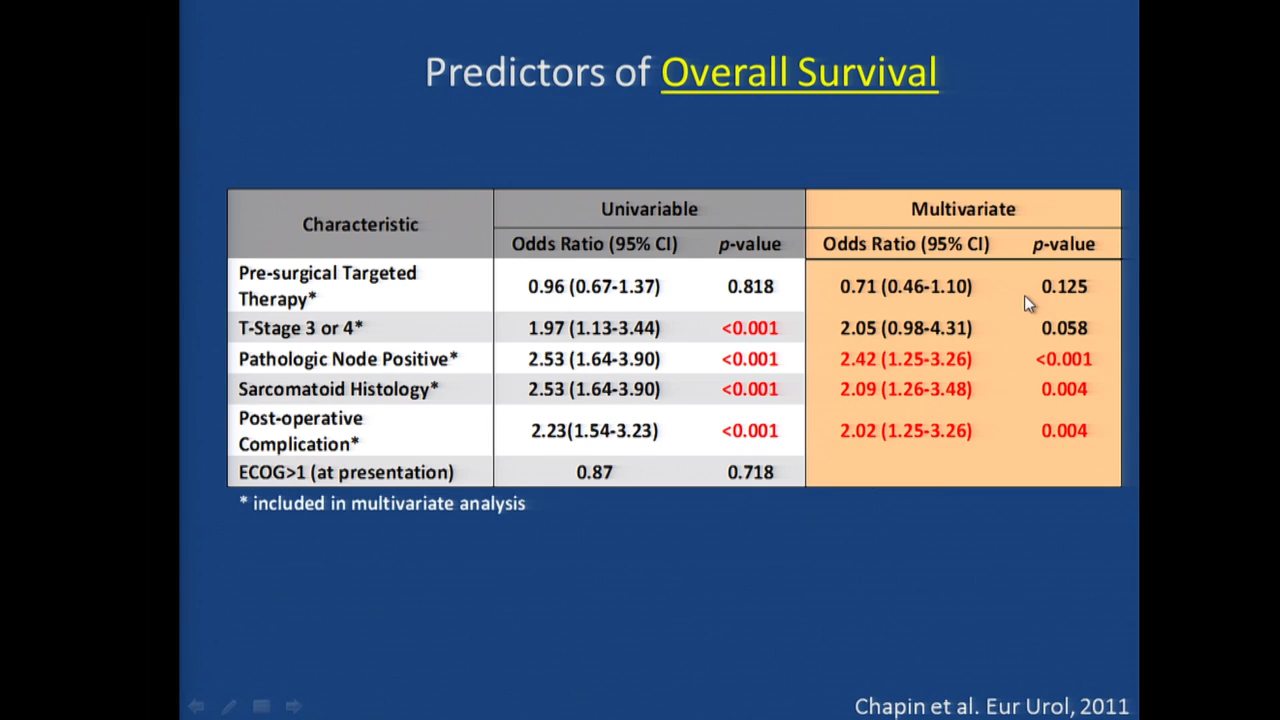 Predictors of Overall Survival
Characteristic
Univariable
Multivariate
Odds Ratio (95% CI) p-value Odds Ratio (95% CI) p-value
Pre-surgical Targeted
Therapy* 0.96 (0.67-1.37) 0.818 0.71 (0.46-1.10) 0.125
T-Stage 3 or 4* 1.97 (1.13-3.44) <0.001 2.05 (0.98-4.31) 0.058
Pathologic Node Positive* 2.53 (1.64-3.90) <0.001 2.42 (1.25-3.26) <0.001
Sarcomatoid Histology* 2.53 (1.64-3.90) <0.001 2.09 (1.26-3.48) 0.004
Post-operative
Complication* 2.23(1.54-3.23) <0.001 2.02 (1.25-3.26) 0.004
ECOG>1 (at presentation) 0.87 0.718
* included in multivariate analysis
Chapin et al. Eur Urol, 2011